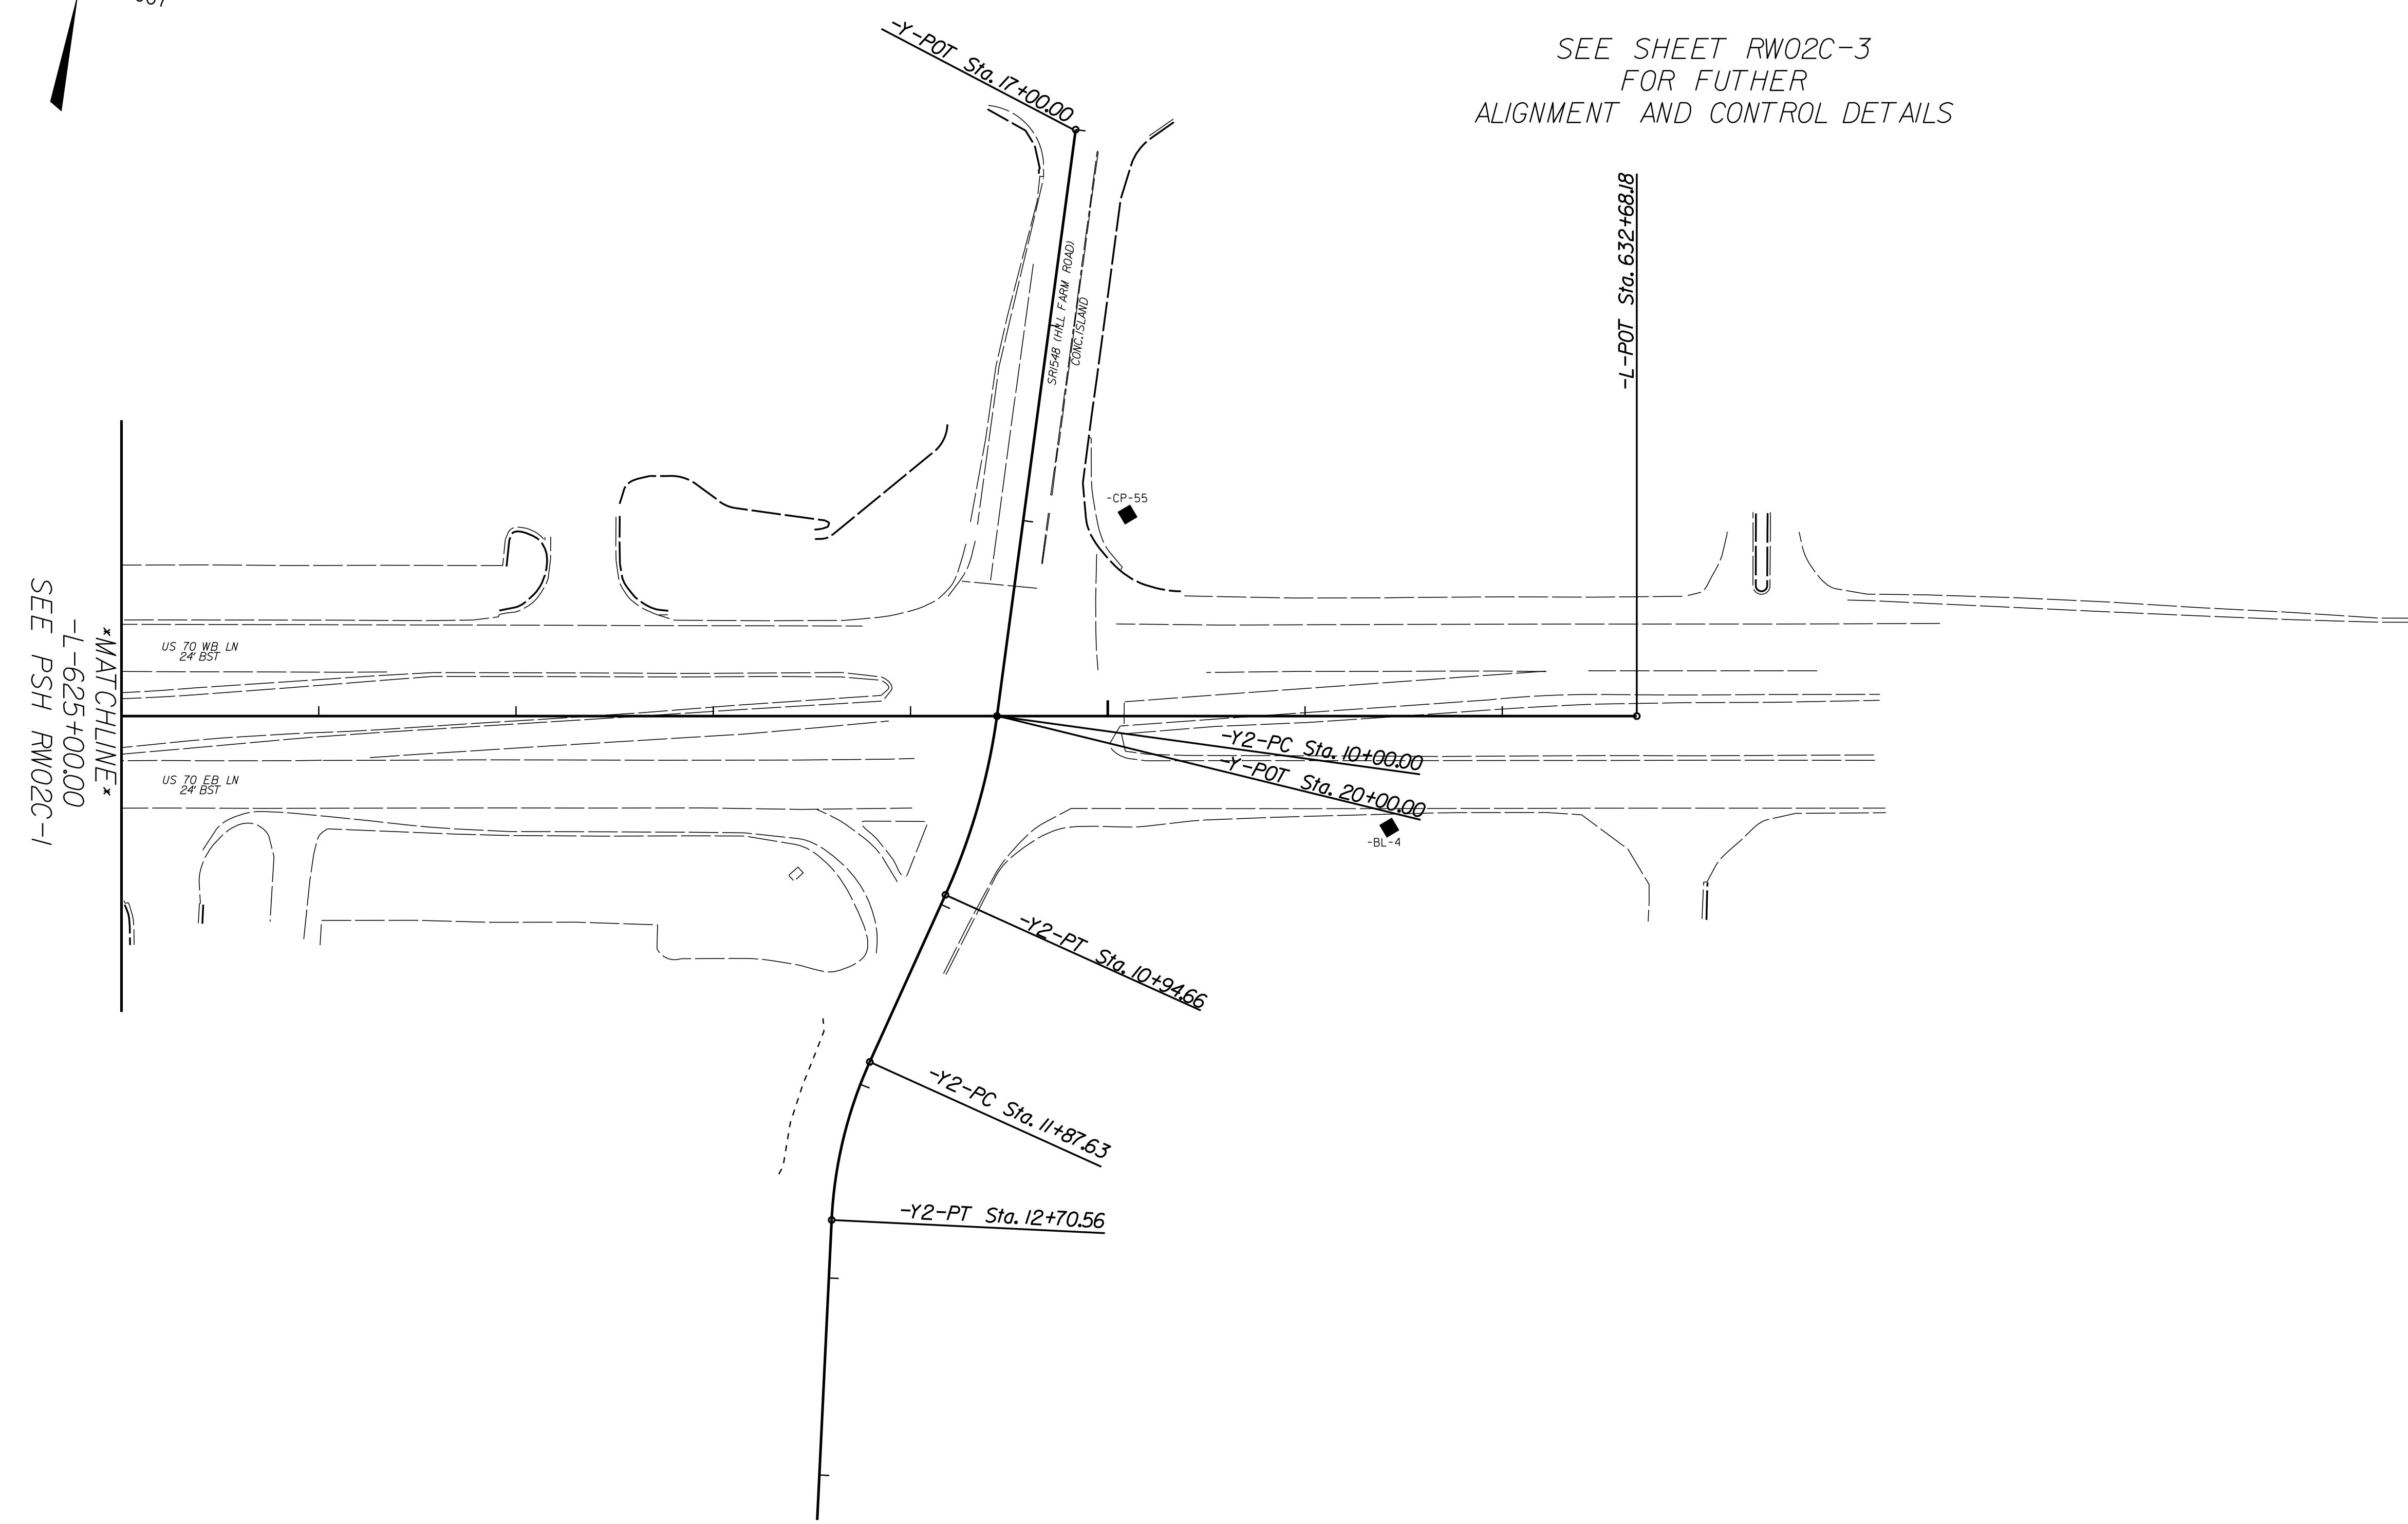 -Y-POT Sta. 17+00.00
SEE SHEET RW02C-3
FOR FUTHER
ALIGNMENT AND CONTROL DETAILS
-L-POT Sta. 632+68.18
SR1548 (HILL FARM ROAD)
CONC.ISLAND
-CP-55
*MATCHLINE*
-L-625+00.00
SEE PSH RW02C-1
US 70 WB LN
24' BST
US 70 EB LN
24' BST
-Y2-PC Sta. 10+00.00
-Y-POT Sta. 20+00.00
-BL-4
-Y2-PT Sta. 10+94.66
-Y2-PC Sta. 11+87.63
-Y2-PT Sta. 12+70.56